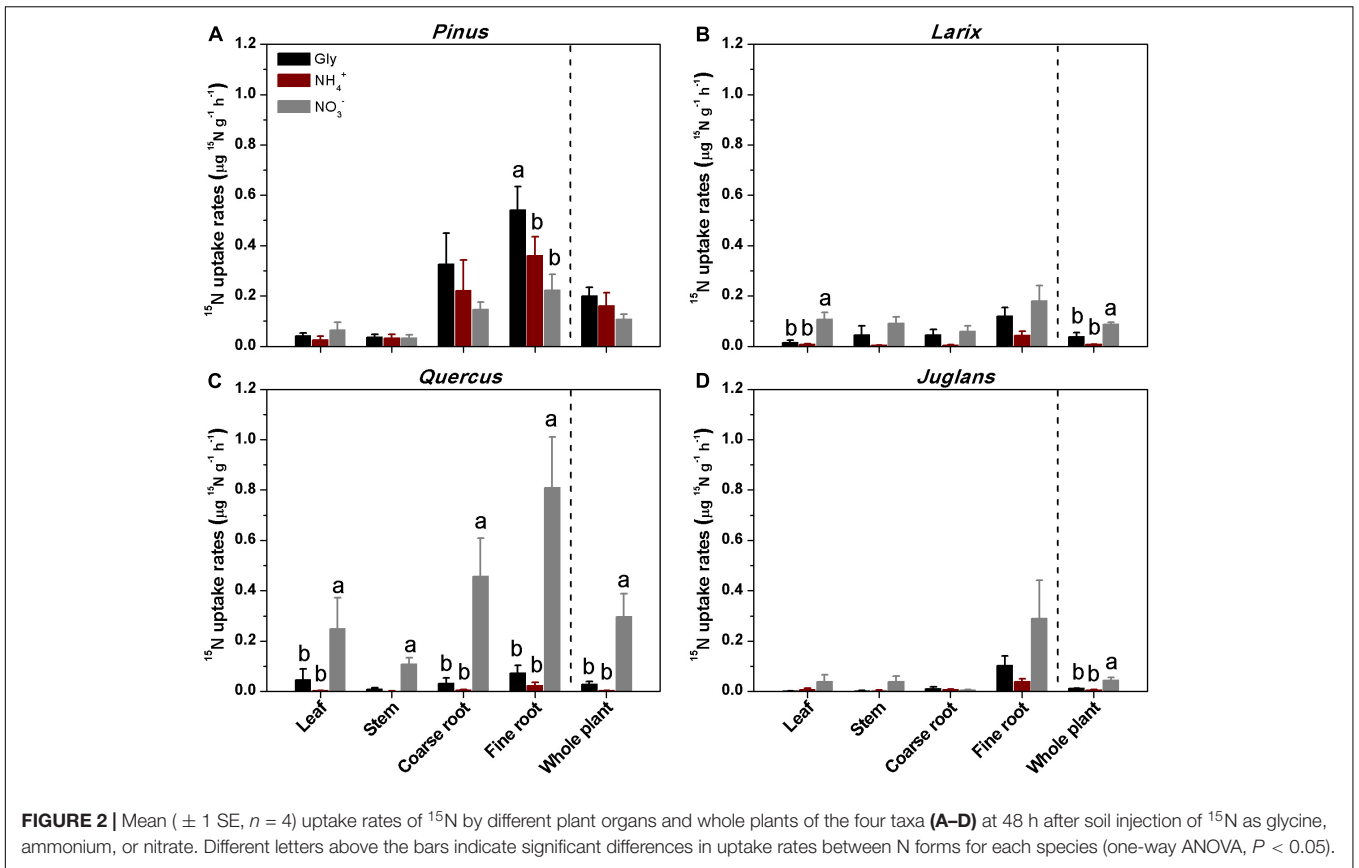 A Pinus
1.2
1.0
0.8
0.6
0.4
0.2
0.0
¹⁵N uptake rates (µg ¹⁵N g⁻¹ h⁻¹)
Gly
NH₄⁺
NO₃⁻
a
b
b
B Larix
1.2
1.0
0.8
0.6
0.4
0.2
0.0
¹⁵N uptake rates (µg ¹⁵N g⁻¹ h⁻¹)
b b a
b b a
C Quercus
1.2
1.0
0.8
0.6
0.4
0.2
0.0
¹⁵N uptake rates (µg ¹⁵N g⁻¹ h⁻¹)
b b a
a
b b a
b b a
b b a
Leaf
Stem
Coarse root
Fine root
Whole plant
D Juglans
1.2
1.0
0.8
0.6
0.4
0.2
0.0
¹⁵N uptake rates (µg ¹⁵N g⁻¹ h⁻¹)
b b a
Leaf
Stem
Coarse root
Fine root
Whole plant
FIGURE 2 | Mean ( ± 1 SE, n = 4) uptake rates of ¹⁵N by different plant organs and whole plants of the four taxa (A–D) at 48 h after soil injection of ¹⁵N as glycine,
ammonium, or nitrate. Different letters above the bars indicate significant differences in uptake rates between N forms for each species (one-way ANOVA, P < 0.05).